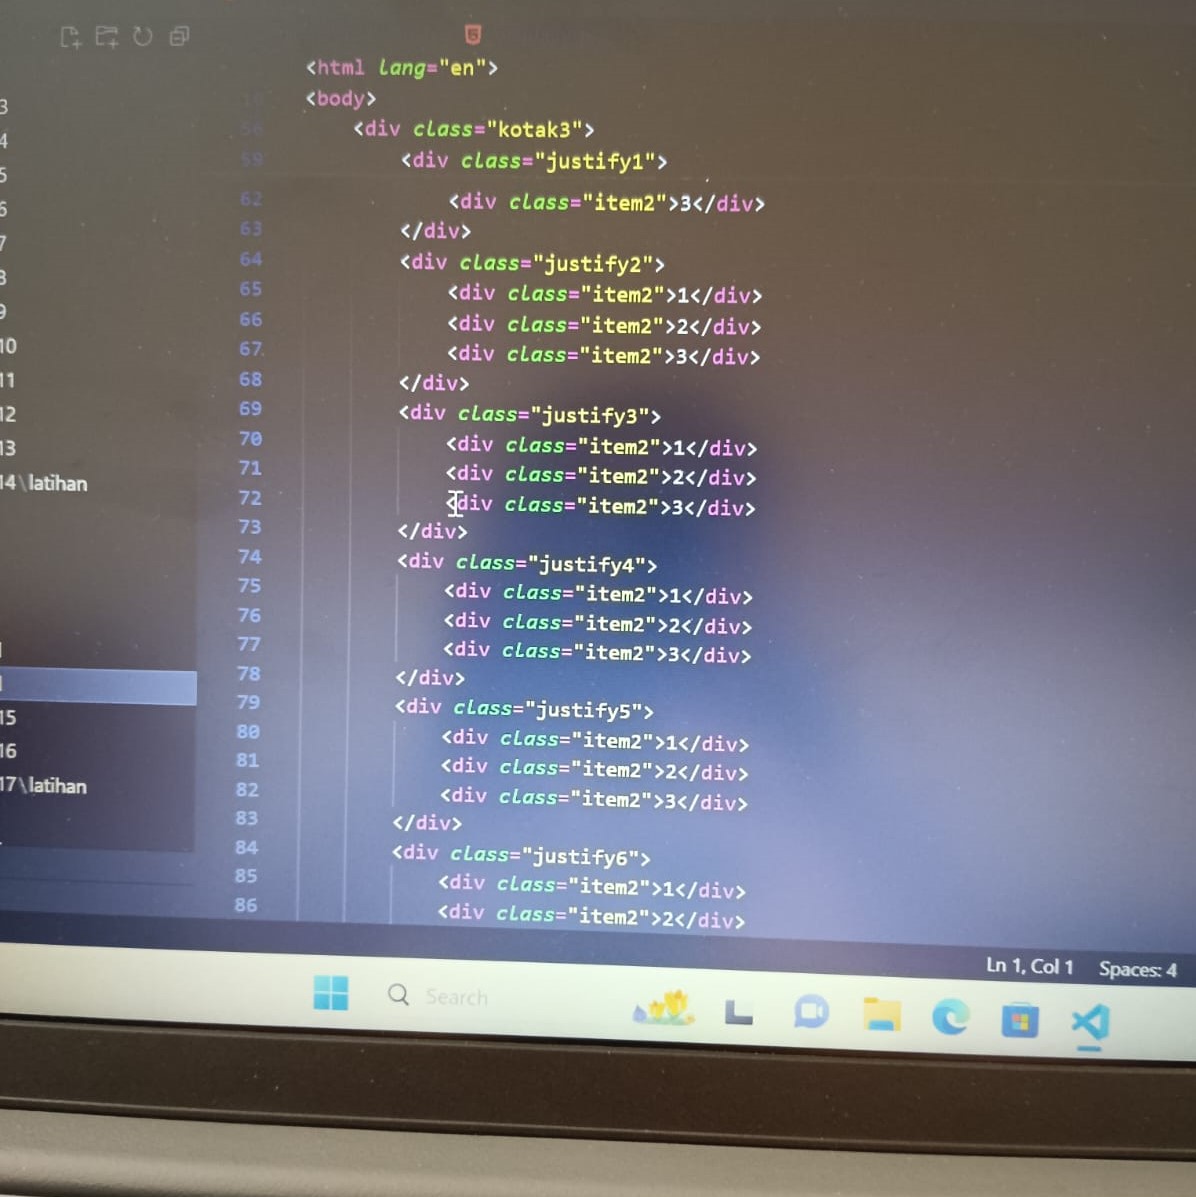 <html lang="en">
<body>
<div class="kotak3">
59 <div class="justify1">
62 <div class="item2">3</div>
63 </div>
64 <div class="justify2">
65 <div class="item2">1</div>
66 <div class="item2">2</div>
67 <div class="item2">3</div>
68 </div>
69 <div class="justify3">
70 <div class="item2">1</div>
71 <div class="item2">2</div>
72 <div class="item2">3</div>
73 </div>
74 <div class="justify4">
75 <div class="item2">1</div>
76 <div class="item2">2</div>
77 <div class="item2">3</div>
78 </div>
79 <div class="justify5">
80 <div class="item2">1</div>
81 <div class="item2">2</div>
82 <div class="item2">3</div>
83 </div>
84 <div class="justify6">
85 <div class="item2">1</div>
86 <div class="item2">2</div>
3
4
5
6
7
8
9
10
11
12
13
14\latihan
15
16
17\latihan
Ln 1, Col 1 Spaces: 4
Search